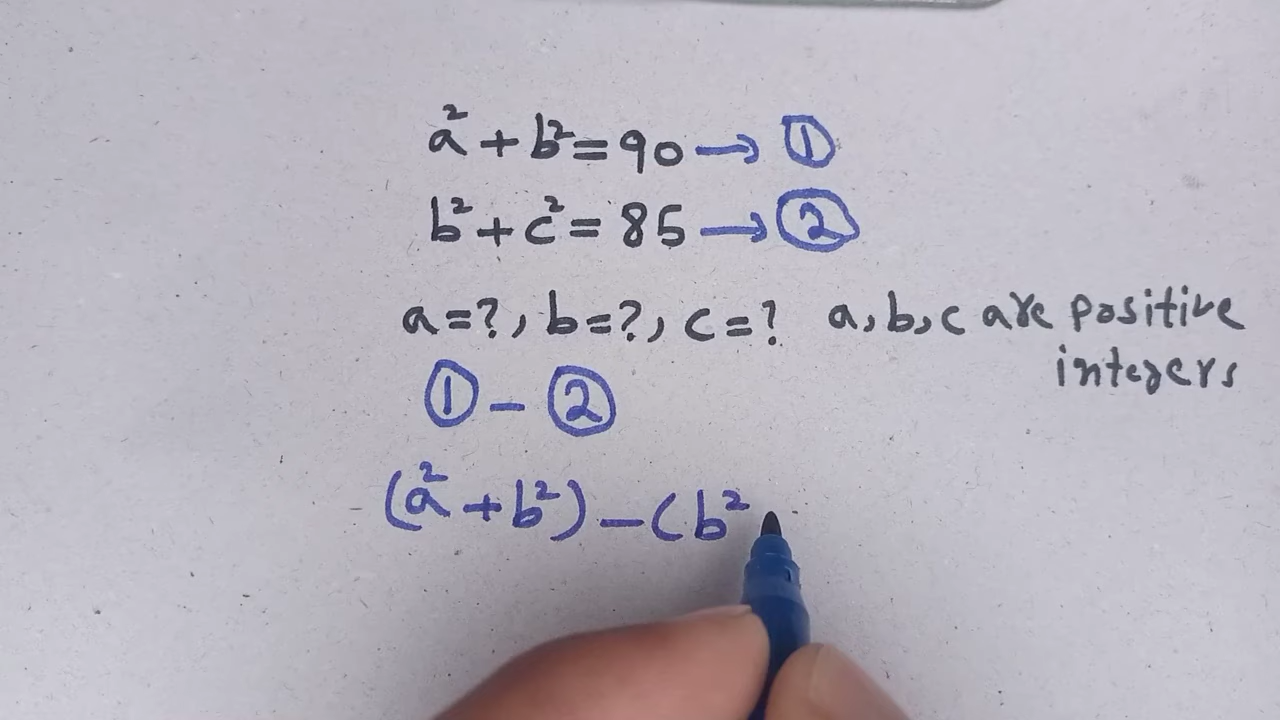 a² + b² = 90 → ①
b² + c² = 85 → ②
a = ?, b = ?, c = ? a, b, c are positive
integers
① - ②
(a² + b²) - (b²